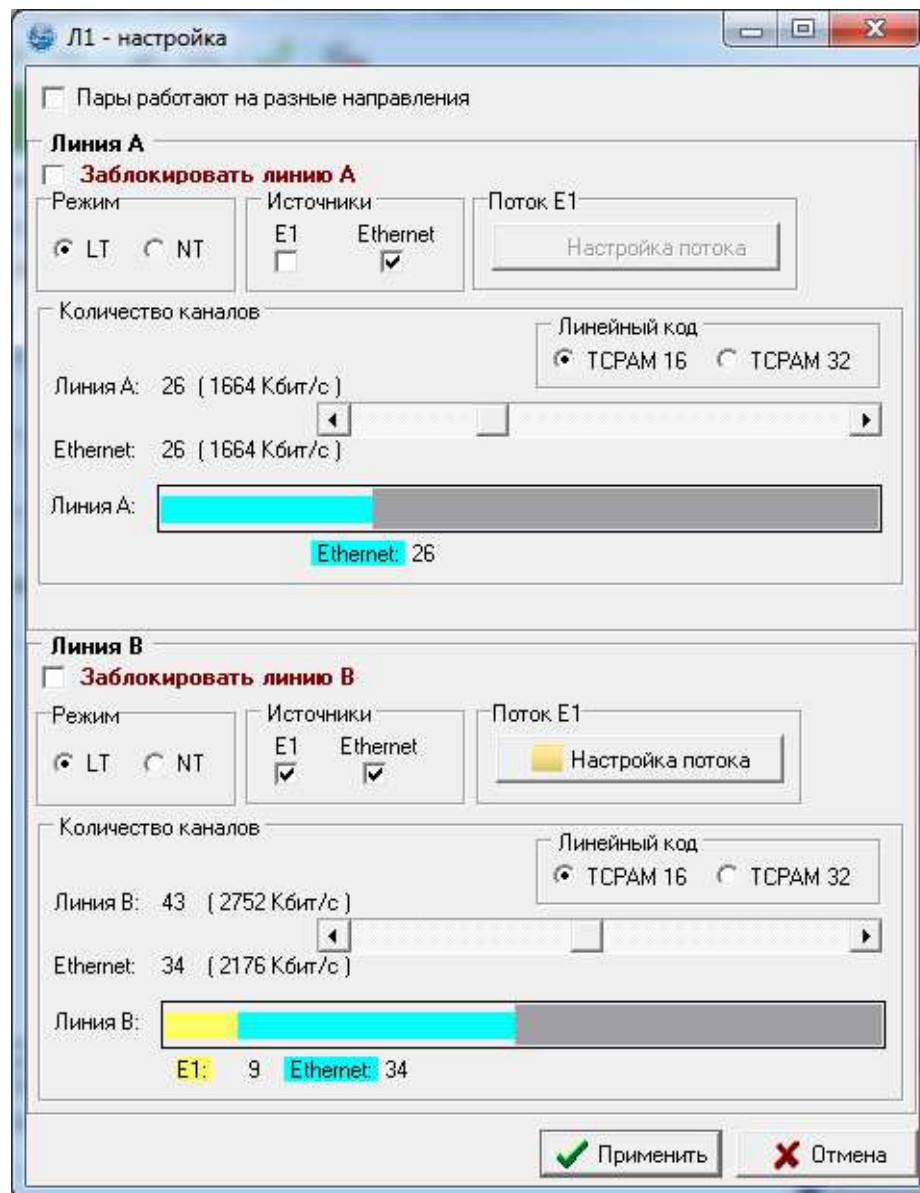 Л1 - настройка
Пары работают на разные направления
Линия А
Заблокировать линию А
Режим
LT NT
Источники
E1 Ethernet
Поток E1
Настройка потока
Количество каналов
Линейный код
TCPAM 16 TCPAM 32
Линия А: 26 ( 1664 Кбит/с )
Ethernet: 26 ( 1664 Кбит/с )
Линия А:
Ethernet: 26
Линия В
Заблокировать линию В
Режим
LT NT
Источники
E1 Ethernet
Поток E1
Настройка потока
Количество каналов
Линейный код
TCPAM 16 TCPAM 32
Линия В: 43 ( 2752 Кбит/с )
Ethernet: 34 ( 2176 Кбит/с )
Линия В:
E1: 9 Ethernet: 34
Применить Отмена